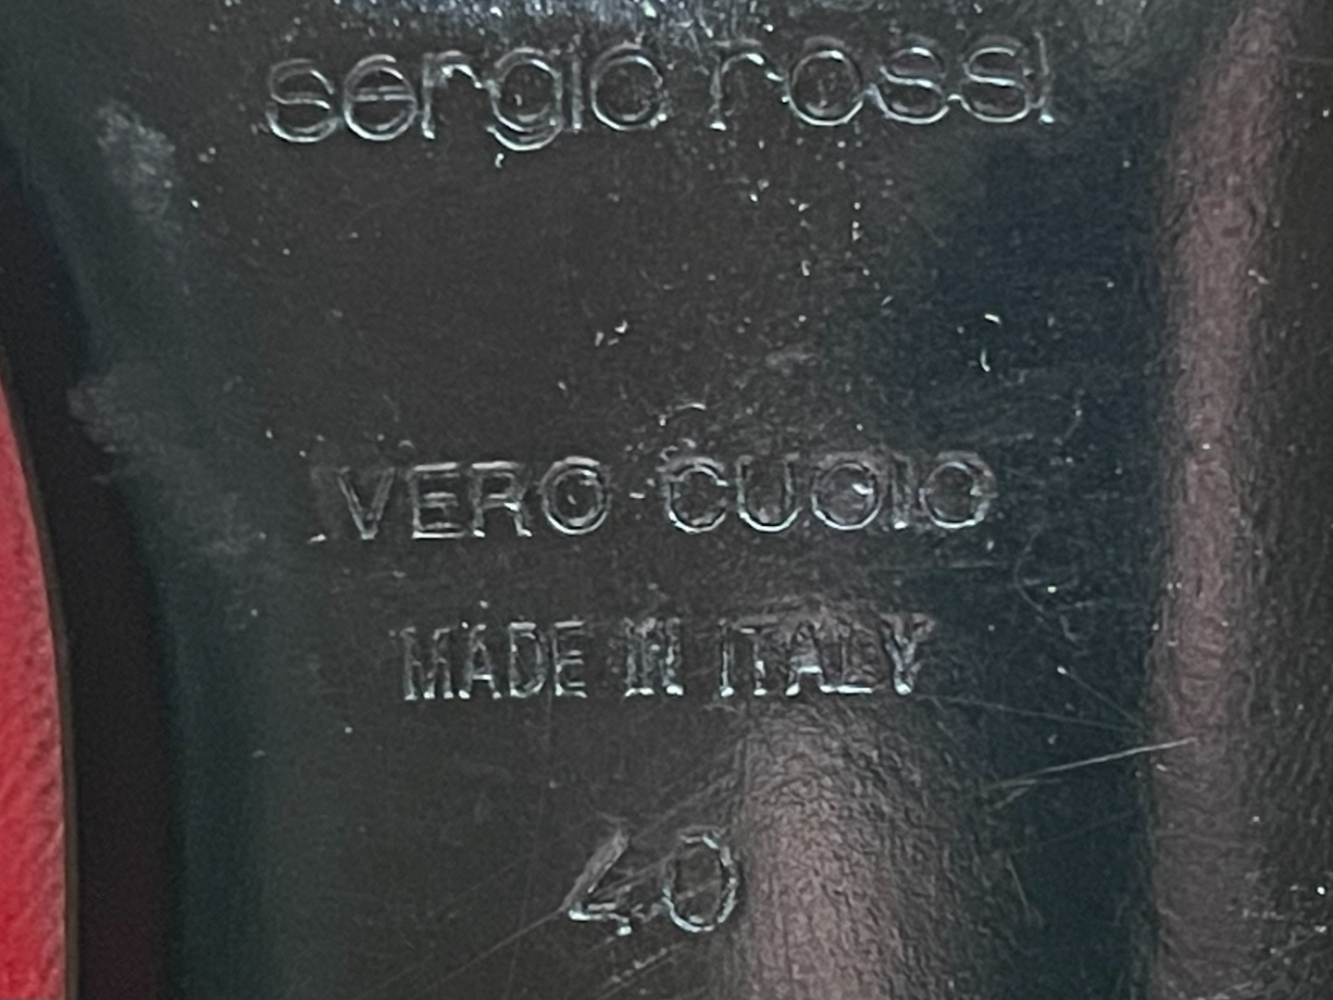 sergio rossi
VERO CUOIO
MADE IN ITALY
40